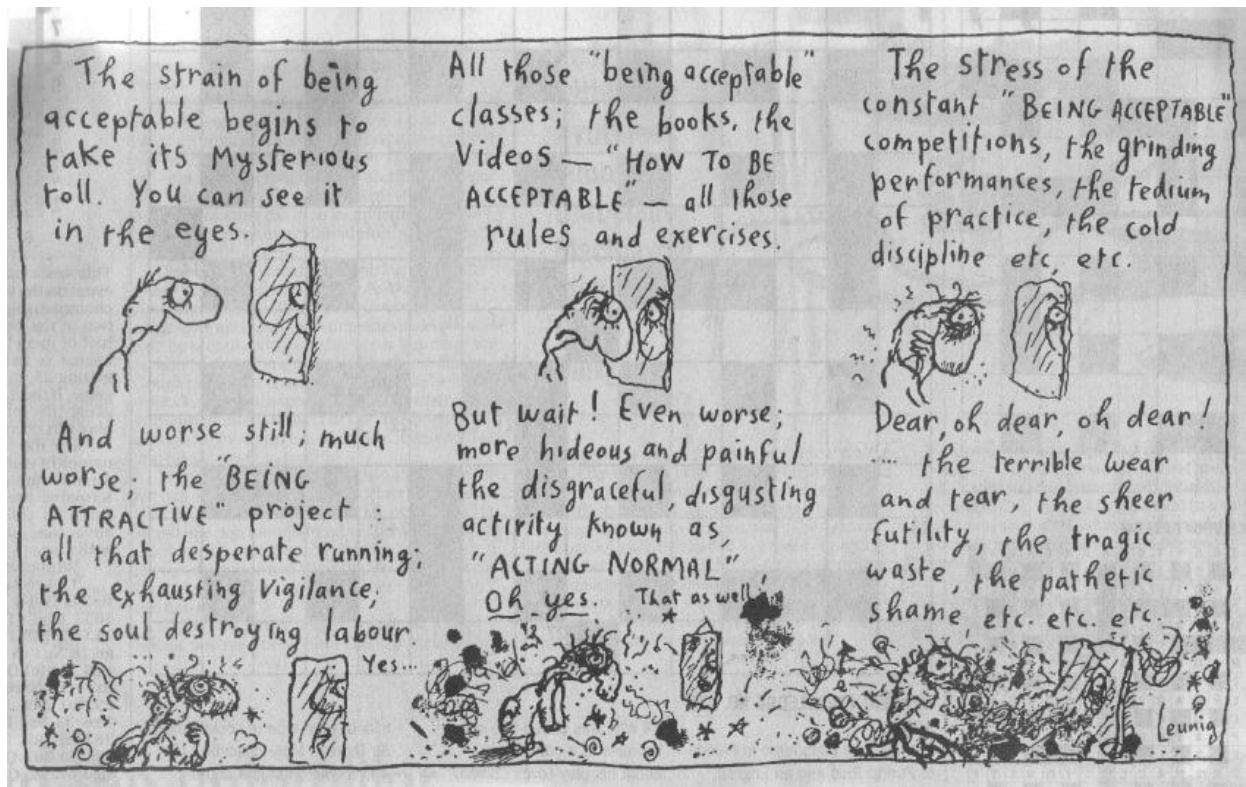 The strain of being
acceptable begins to
take its Mysterious
toll. You can see it
in the eyes.
All those "being acceptable"
classes; the books, the
Videos — "HOW TO BE
ACCEPTABLE" — all those
rules and exercises.
The stress of the
constant "BEING ACCEPTABLE"
competitions, the grinding
performances, the tedium
of practice, the cold
discipline etc, etc.
And worse still; much
worse; the "BEING
ATTRACTIVE" project:
all that desperate running;
the exhausting vigilance;
the soul destroying labour.
Yes...
But wait! Even worse;
more hideous and painful
the disgraceful, disgusting
activity known as,
"ACTING NORMAL",
Oh yes. That as well
Dear, oh dear, oh dear!
... the terrible wear
and tear, the sheer
futility, the tragic
waste, the pathetic
shame, etc. etc. etc.
Leunig
7